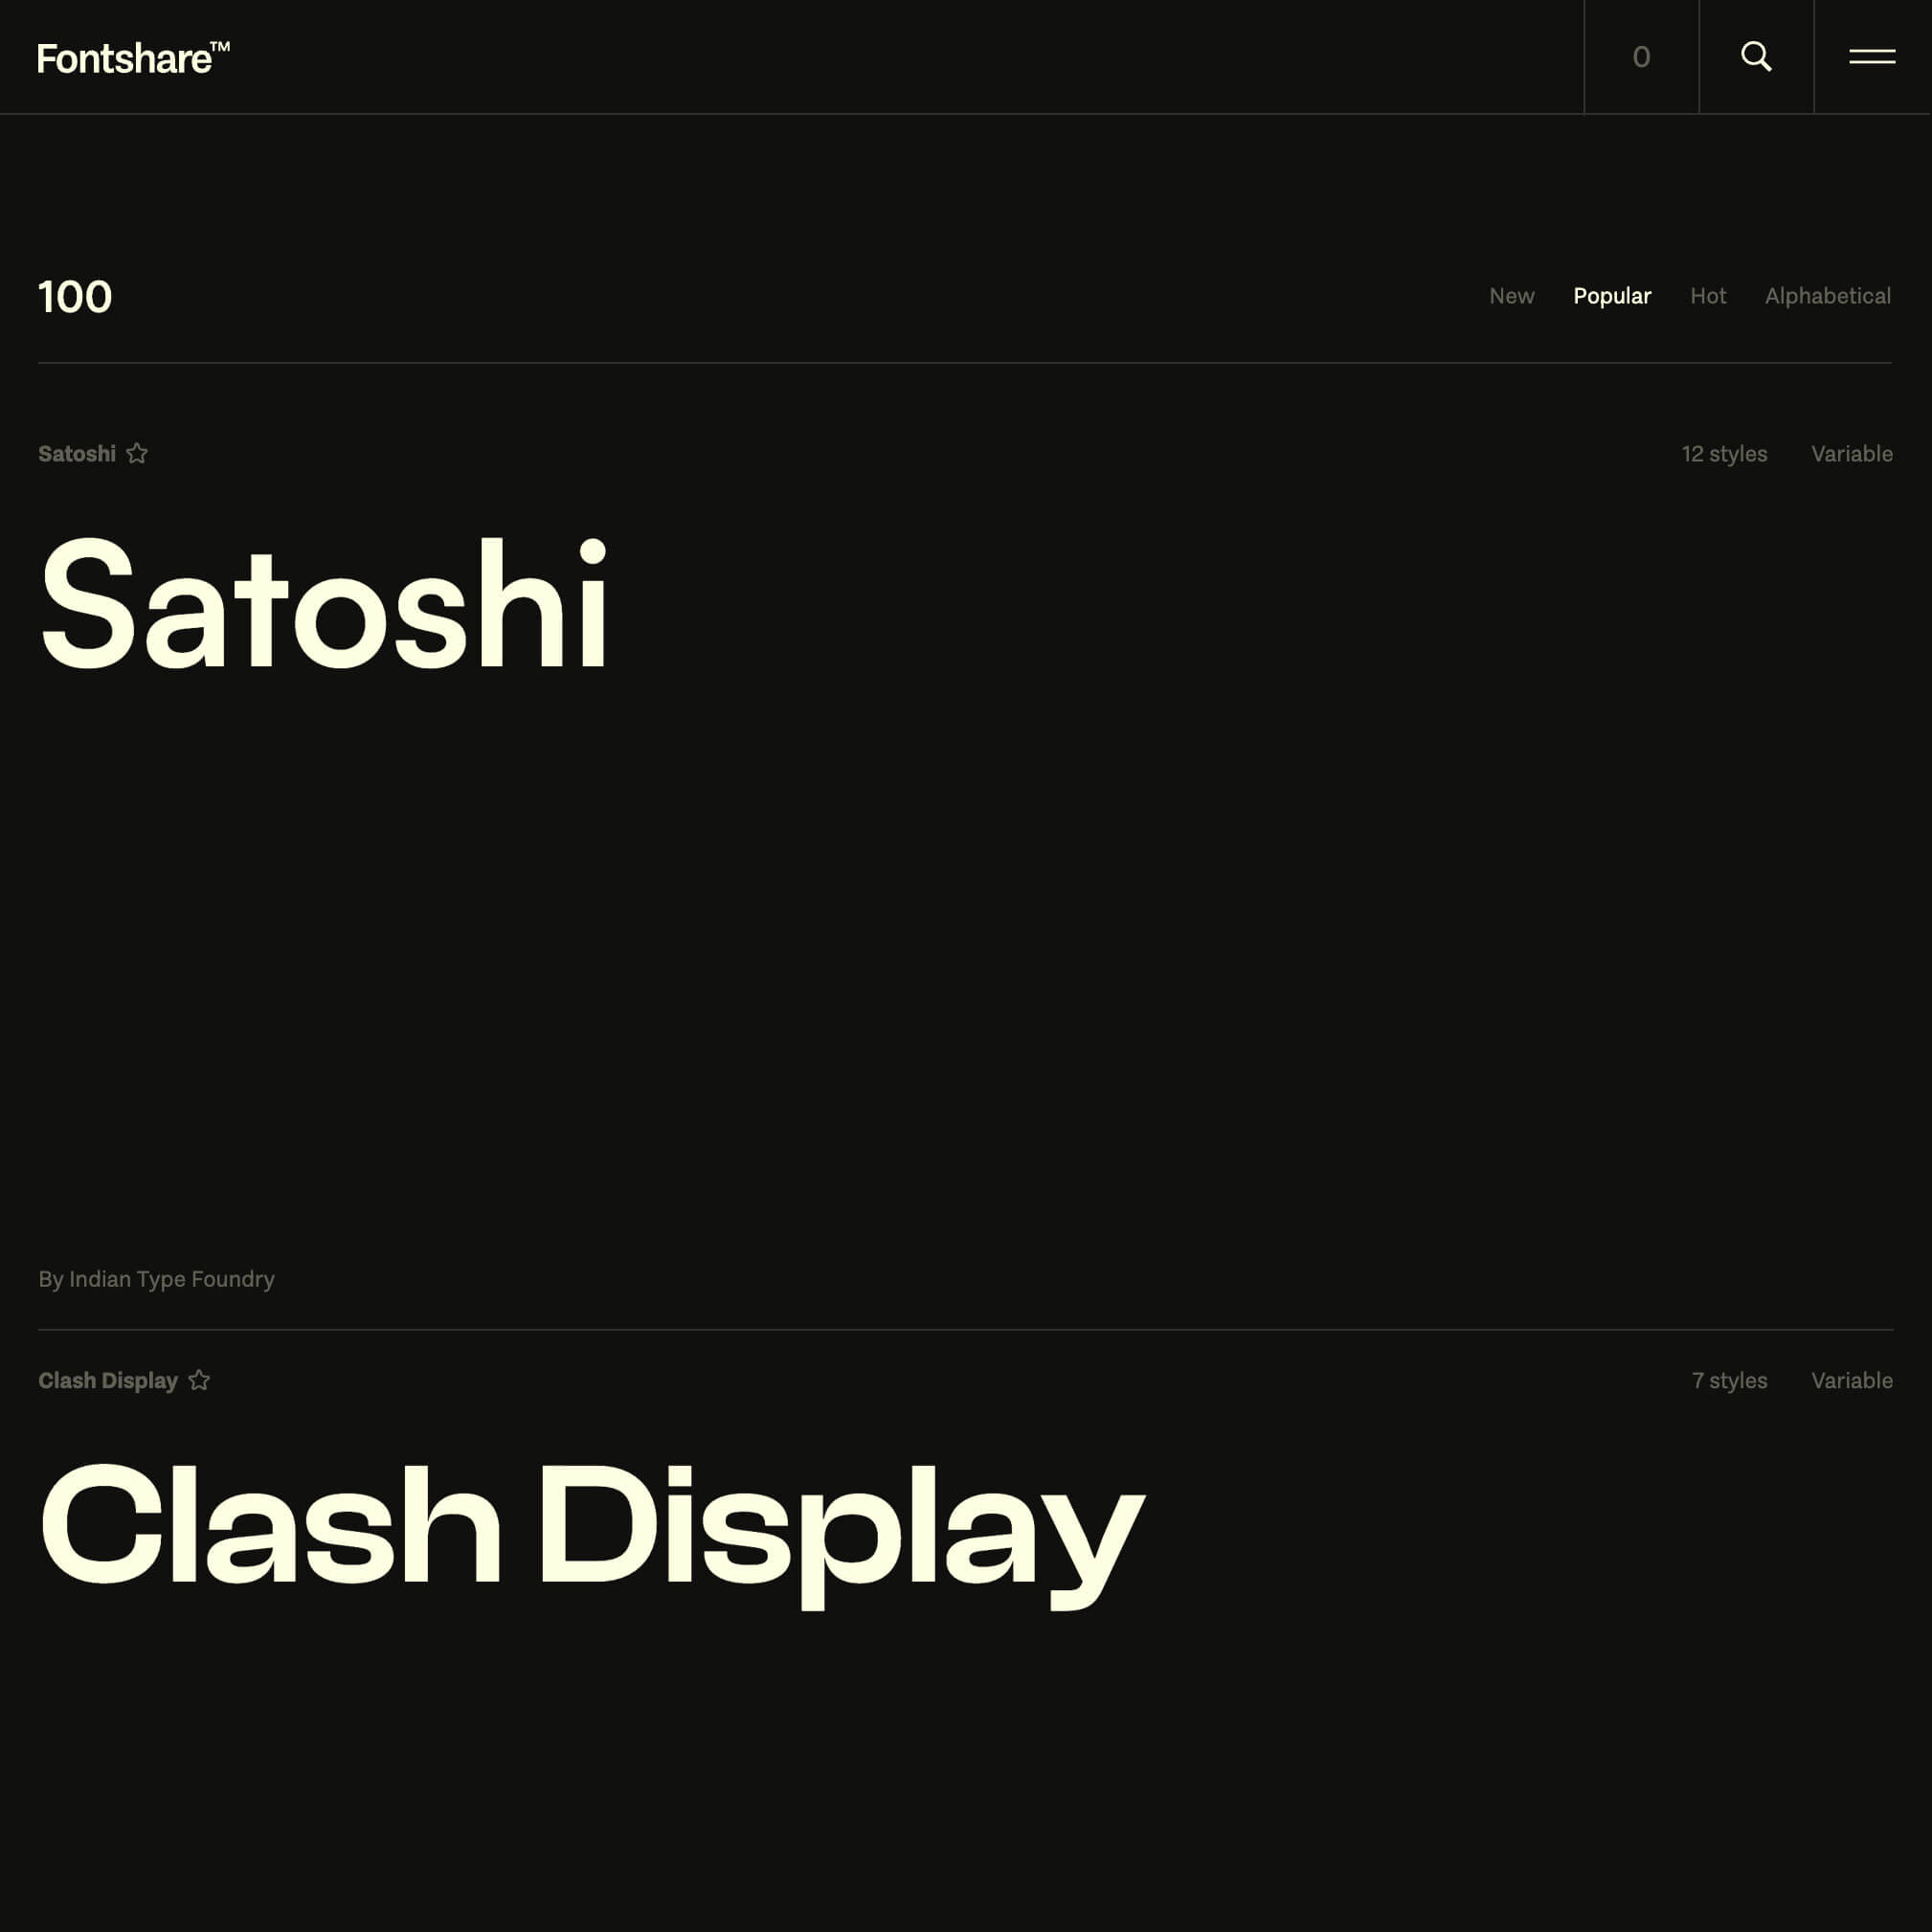 Fontshare™
0
100
New Popular Hot Alphabetical
Satoshi
12 styles Variable
Satoshi
By Indian Type Foundry
Clash Display
7 styles Variable
Clash Display